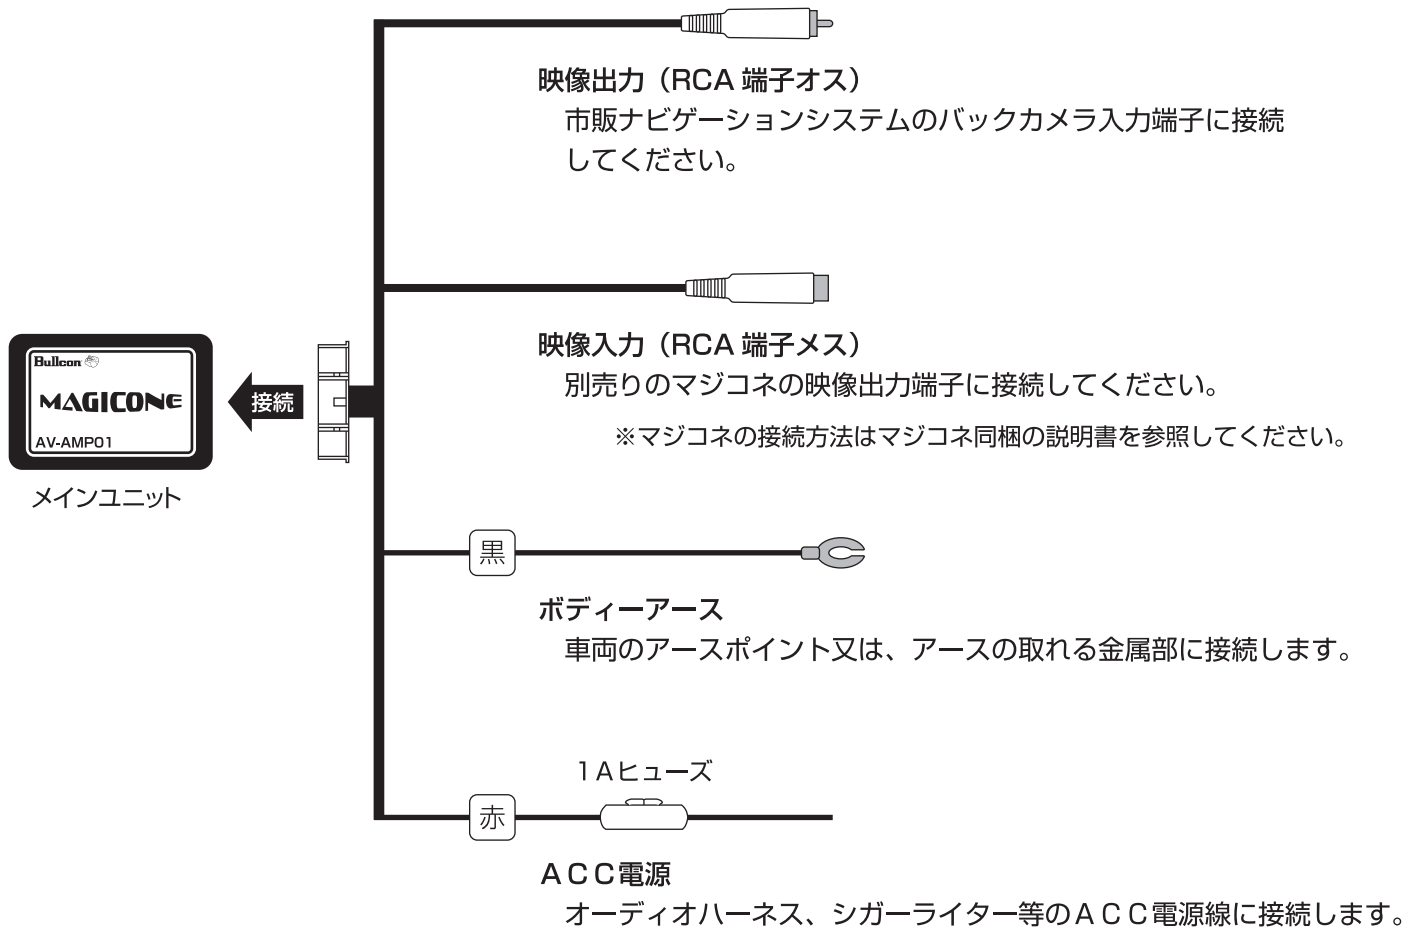 映像出力（RCA 端子オス）
市販ナビゲーションシステムのバックカメラ入力端子に接続
してください。
映像入力（RCA 端子メス）
別売りのマジコネの映像出力端子に接続してください。
※マジコネの接続方法はマジコネ同梱の説明書を参照してください。
Bullcon
MAGICONE
AV-AMP01
接続
メインユニット
黒
ボディーアース
車両のアースポイント又は、アースの取れる金属部に接続します。
1Aヒューズ
赤
ＡＣＣ電源
オーディオハーネス、シガーライター等のＡＣＣ電源線に接続します。